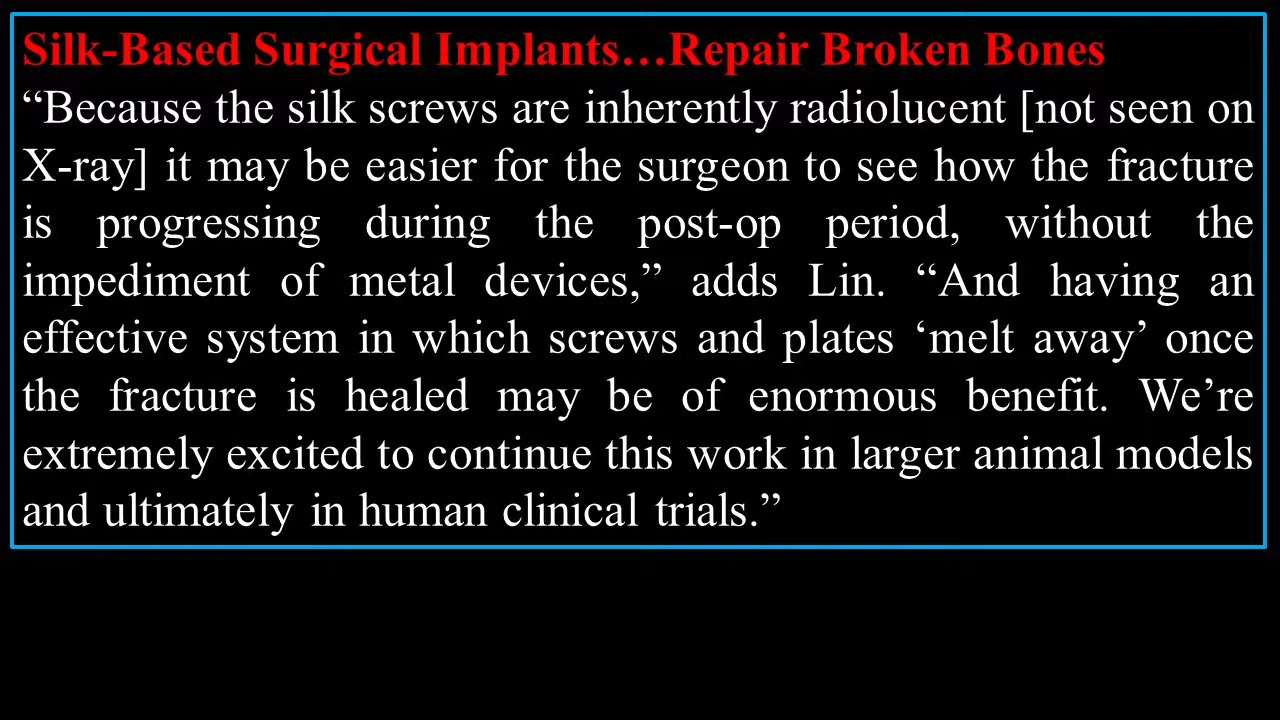 Silk-Based Surgical Implants…Repair Broken Bones
“Because the silk screws are inherently radiolucent [not seen on
X-ray] it may be easier for the surgeon to see how the fracture
is progressing during the post-op period, without the
impediment of metal devices,” adds Lin. “And having an
effective system in which screws and plates ‘melt away’ once
the fracture is healed may be of enormous benefit. We’re
extremely excited to continue this work in larger animal models
and ultimately in human clinical trials.”